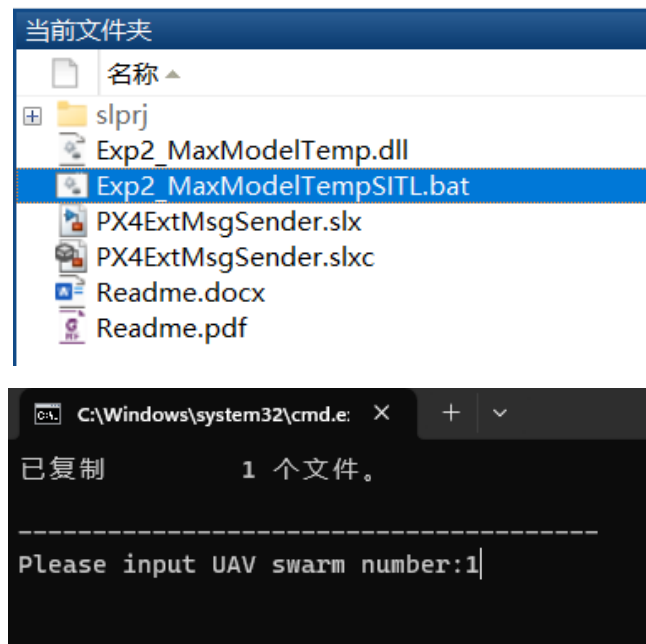 当前文件夹
名称
slprj
Exp2_MaxModelTemp.dll
Exp2_MaxModelTempSITL.bat
PX4ExtMsgSender.slx
PX4ExtMsgSender.slxc
Readme.docx
Readme.pdf
C:\Windows\system32\cmd.e:
已复制         1 个文件。
---------------------------------------
Please input UAV swarm number:1